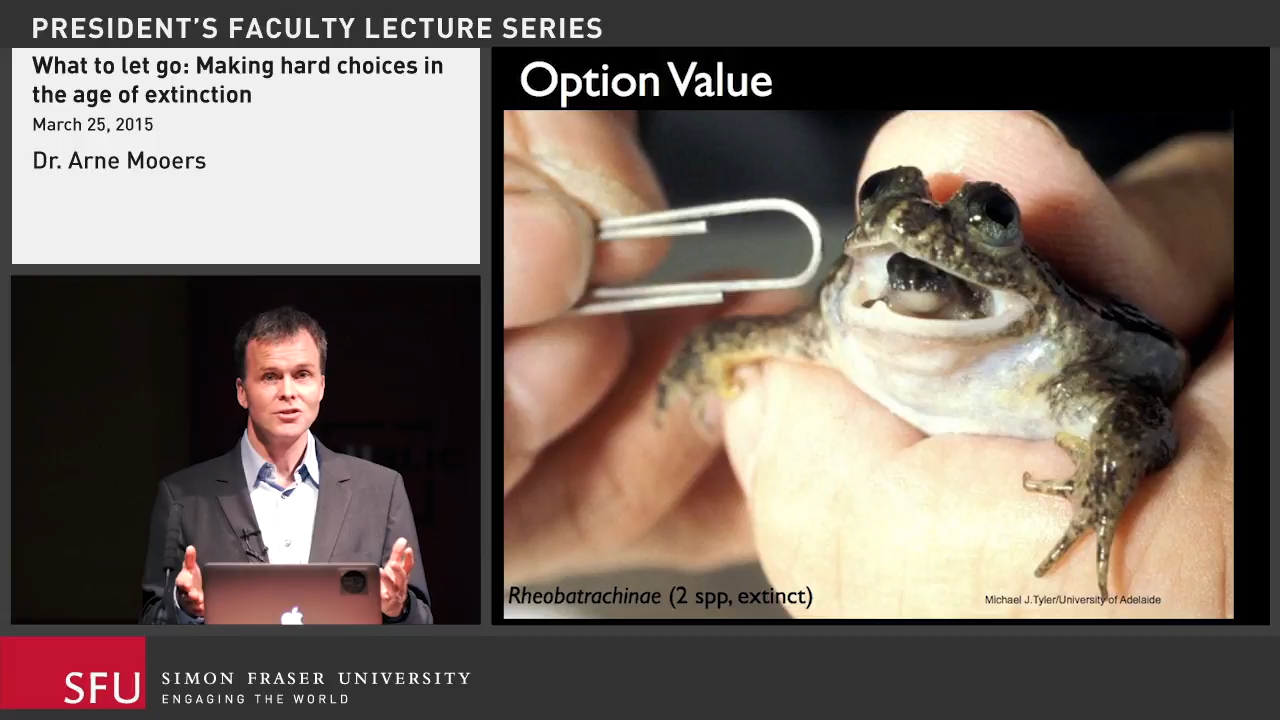 PRESIDENT'S FACULTY LECTURE SERIES
What to let go: Making hard choices in
the age of extinction
March 25, 2015
Dr. Arne Mooers
Option Value
Rheobatrachinae (2 spp, extinct)
Michael J.Tyler/University of Adelaide
SFU
SIMON FRASER UNIVERSITY
ENGAGING THE WORLD